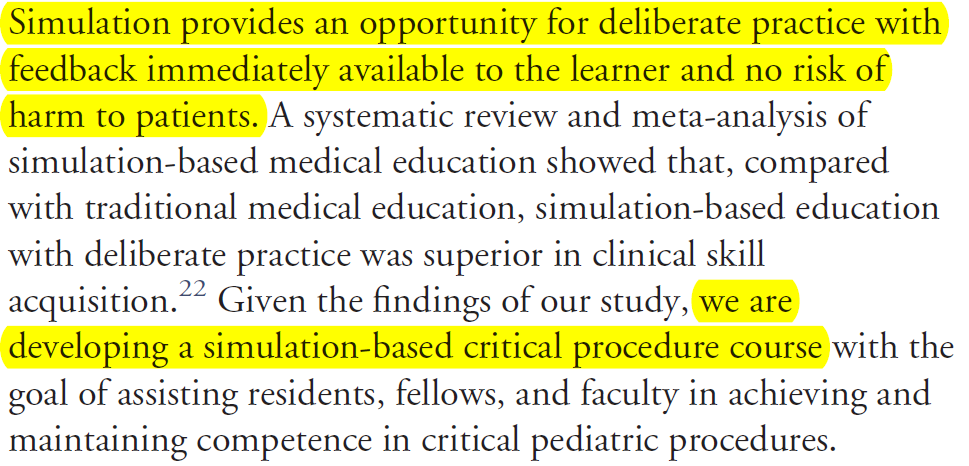 Simulation provides an opportunity for deliberate practice with
feedback immediately available to the learner and no risk of
harm to patients. A systematic review and meta-analysis of
simulation-based medical education showed that, compared
with traditional medical education, simulation-based education
with deliberate practice was superior in clinical skill
acquisition.22 Given the findings of our study, we are
developing a simulation-based critical procedure course with the
goal of assisting residents, fellows, and faculty in achieving and
maintaining competence in critical pediatric procedures.